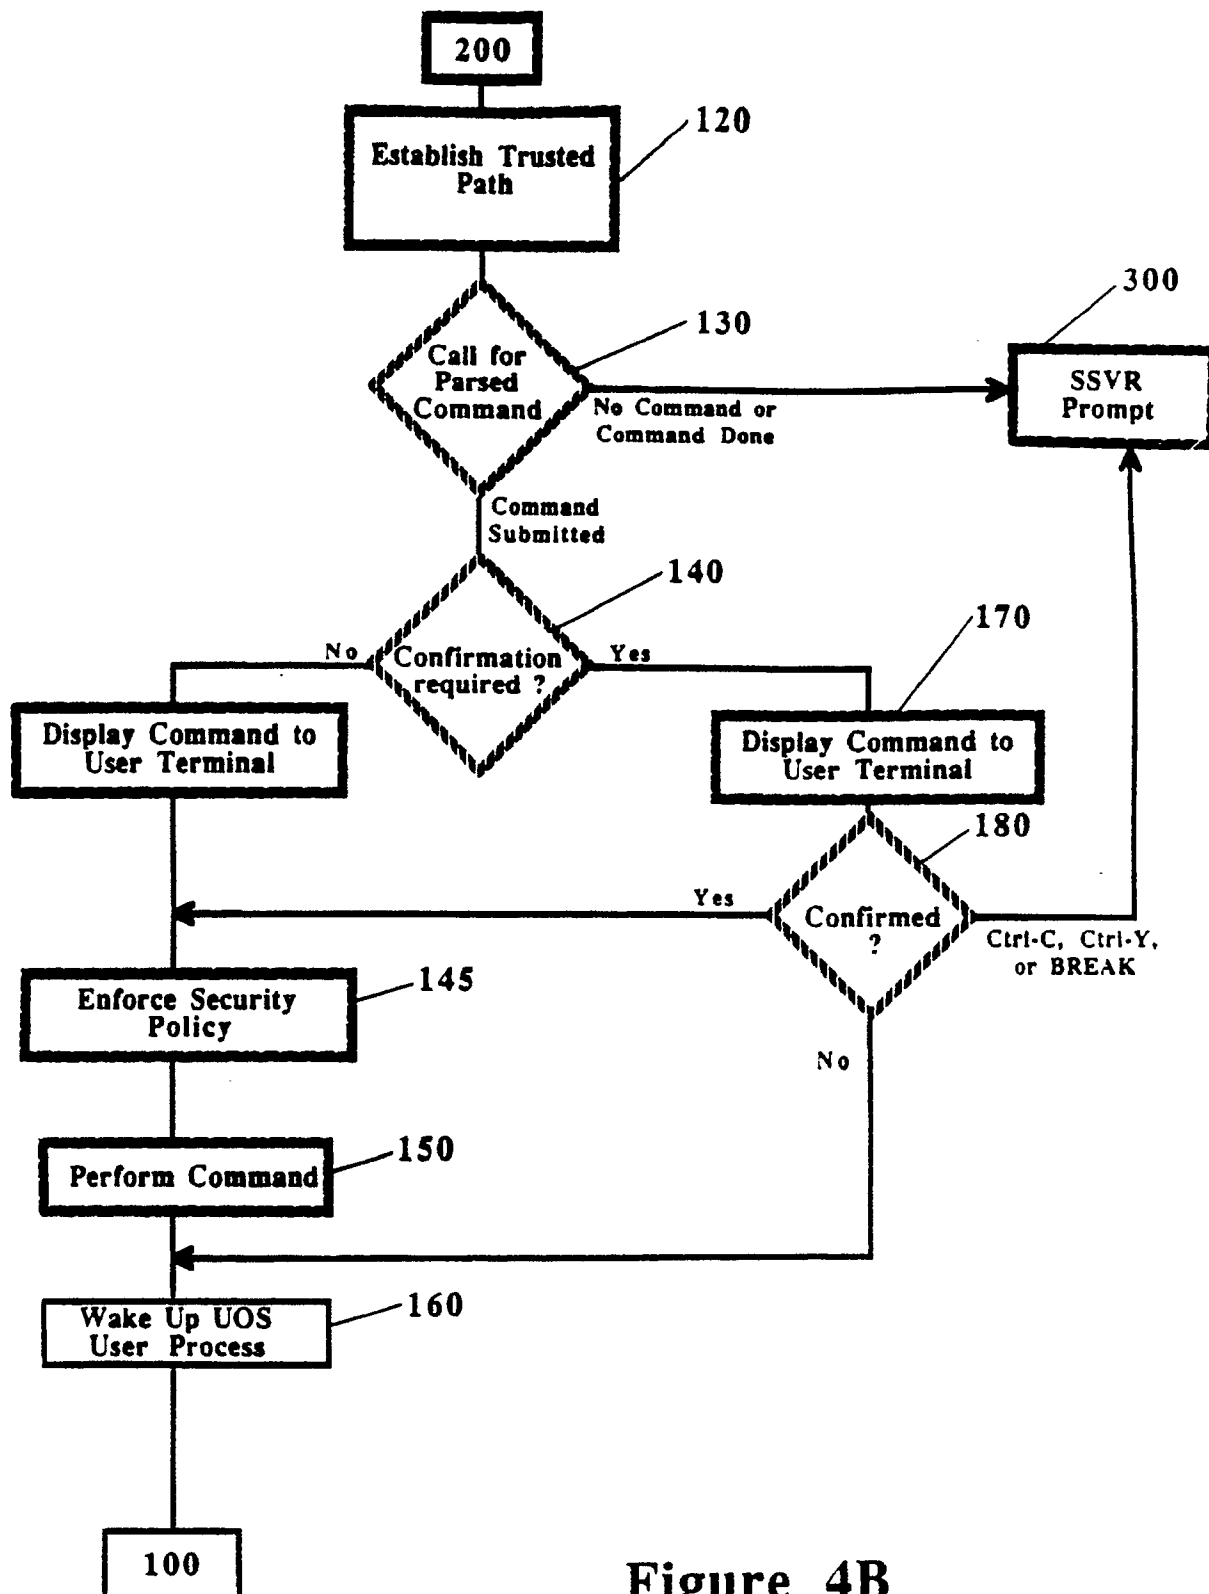 200
120
Establish Trusted
Path
300
130
Call for
Parsed
Command
SSVR
Prompt
No Command or
Command Done
Command
Submitted
140
170
No
Confirmation
required ?
Yes
Display Command to
User Terminal
Display Command to
User Terminal
180
Yes
Confirmed
?
Ctrl-C, Ctrl-Y,
or BREAK
145
Enforce Security
Policy
No
150
Perform Command
160
Wake Up UOS
User Process
100
Figure 4B